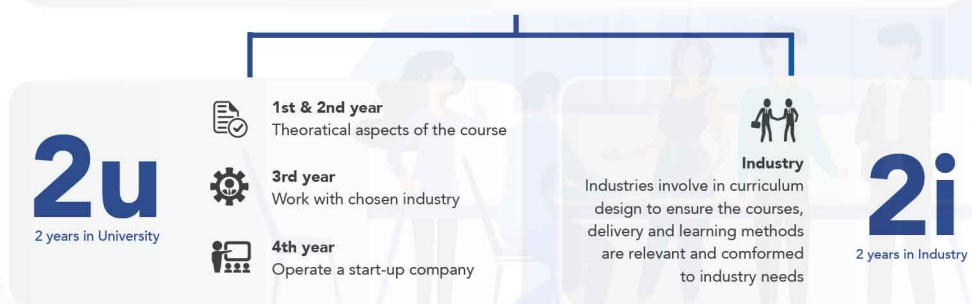 2u
2 years in University
1st & 2nd year
Theoratical aspects of the course
3rd year
Work with chosen industry
4th year
Operate a start-up company
Industry
Industries involve in curriculum
design to ensure the courses,
delivery and learning methods
are relevant and comformed
to industry needs
2i
2 years in Industry